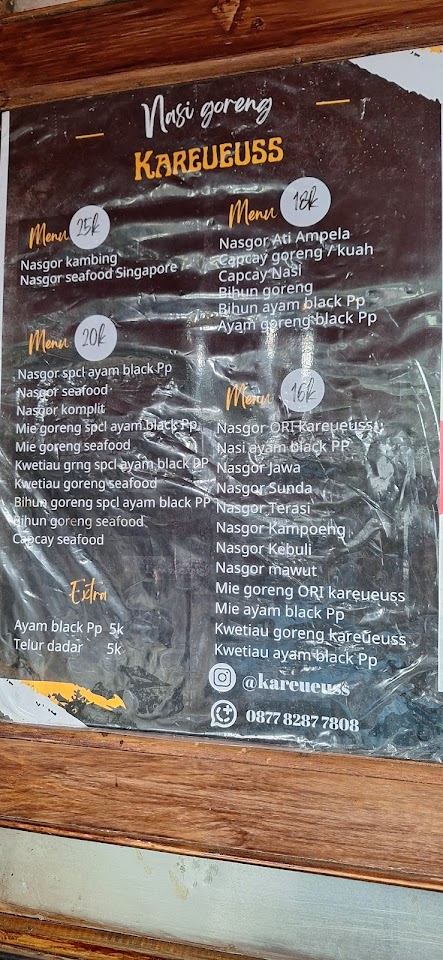 Nasi goreng
KAREUEUSS
Menu 25k
Nasgor kambing
Nasgor seafood Singapore
Menu 20k
Nasgor spcl ayam black Pp
Nasgor seafood
Nasgor komplit
Mie goreng spcl ayam black Pp
Mie goreng seafood
Kwetiau grng spcl ayam black PP
Kwetiau goreng seafood
Bihun goreng spcl ayam black PP
Bihun goreng seafood
Capcay seafood
Extra
Ayam black Pp 5k
Telur dadar 5k
Menu 18k
Nasgor Ati Ampela
Capcay goreng / kuah
Capcay Nasi
Bihun goreng
Bihun ayam black Pp
Ayam goreng black Pp
Menu 16k
Nasgor ORI kareueuss
Nasi ayam black PP
Nasgor Jawa
Nasgor Sunda
Nasgor Terasi
Nasgor Kampoeng
Nasgor Kebuli
Nasgor mawut
Mie goreng ORI kareueuss
Mie ayam black Pp
Kwetiau goreng kareueuss
Kwetiau ayam black Pp
@kareueuss
0877 8287 7808